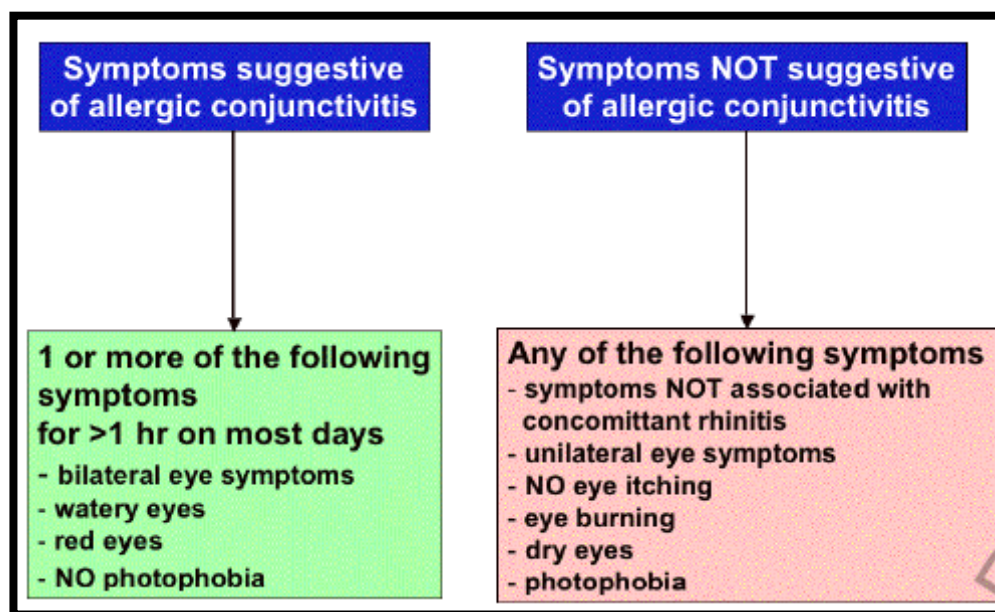 Symptoms suggestive
of allergic conjunctivitis
Symptoms NOT suggestive
of allergic conjunctivitis
1 or more of the following
symptoms
for >1 hr on most days
- bilateral eye symptoms
- watery eyes
- red eyes
- NO photophobia
Any of the following symptoms
- symptoms NOT associated with
concomittant rhinitis
- unilateral eye symptoms
- NO eye itching
- eye burning
- dry eyes
- photophobia